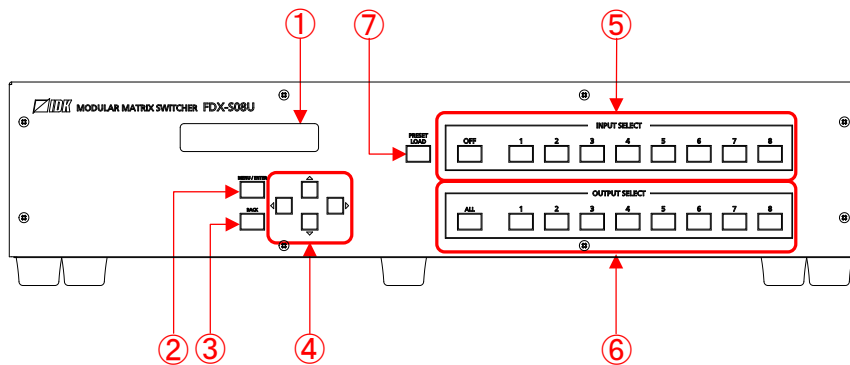 ① ⑦ ⑤
IDK MODULAR MATRIX SWITCHER FDX-S08U
PRESET
LOAD
INPUT SELECT
OFF 1 2 3 4 5 6 7 8
MENU / ENTER
BACK
OUTPUT SELECT
ALL 1 2 3 4 5 6 7 8
② ③ ④ ⑥